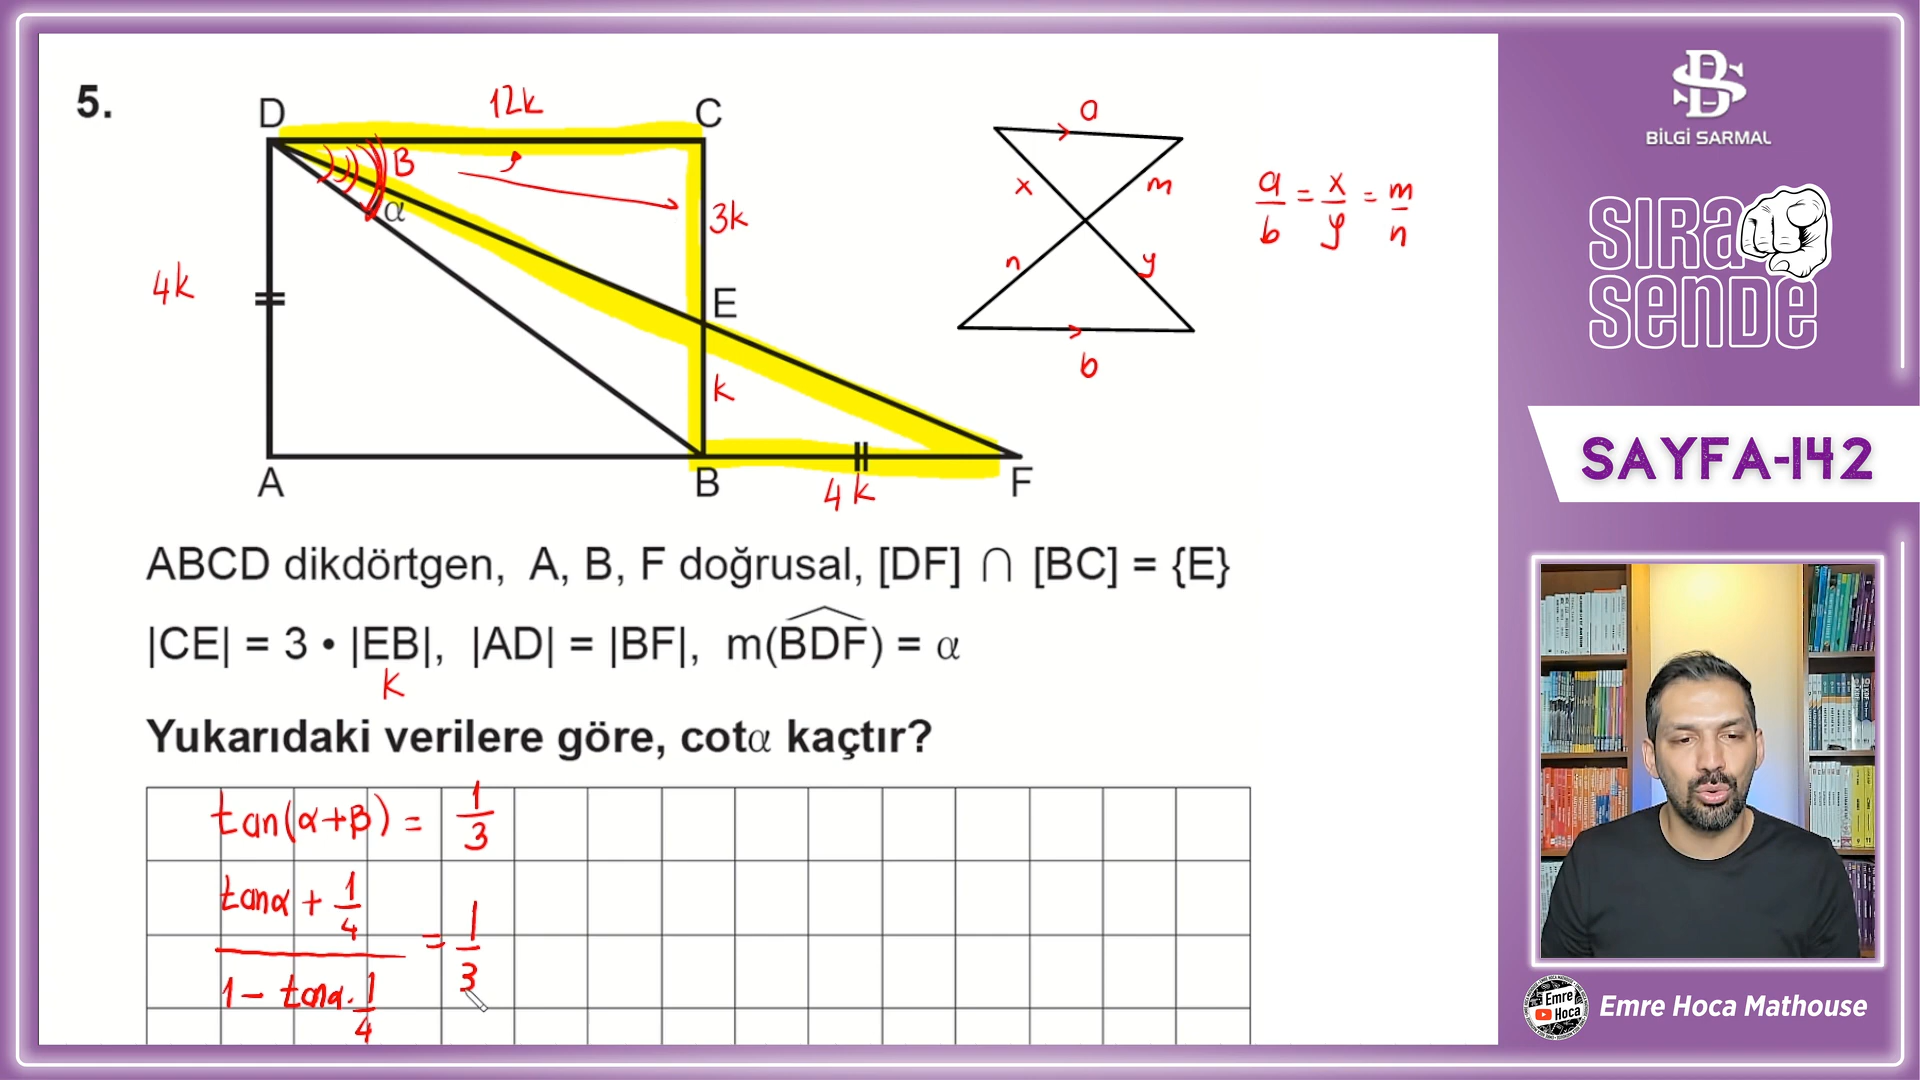 5.
D
12k
C
B
α
3k
4k
E
k
A
B
4k
F
a
x
m
n
y
b
a/b = x/y = m/n
ABCD dikdörtgen, A, B, F doğrusal, [DF] ∩ [BC] = {E}
|CE| = 3 • |EB|, |AD| = |BF|, m(BDF) = α
k
Yukarıdaki verilere göre, cotα kaçtır?
tan(α+B) = 1/3
tanα + 1/4
= 1/3
1 - tanα . 1/4
BS
BİLGİ SARMAL
SIRA
SENDE
SAYFA-142
Emre Hoca
Emre Hoca Mathouse